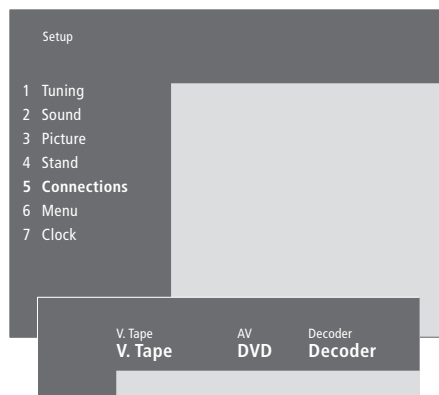 Setup
1 Tuning
2 Sound
3 Picture
4 Stand
5 Connections
6 Menu
7 Clock
V. Tape AV Decoder
V. Tape DVD Decoder